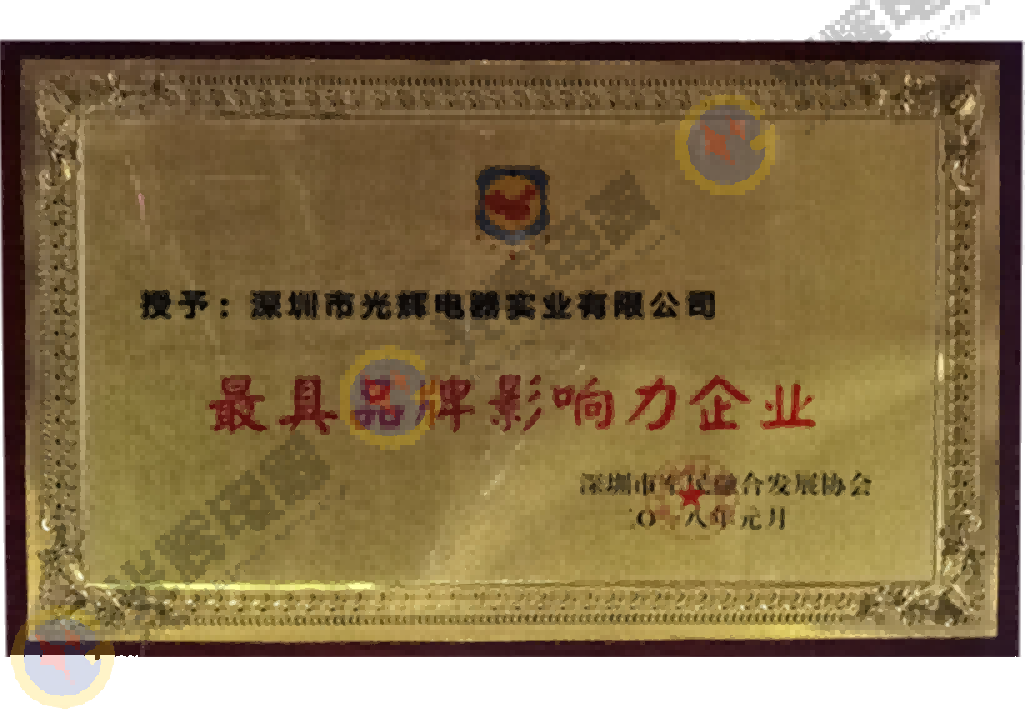 授予：深圳市光辉电器实业有限公司
最具品牌影响力企业
深圳市军民融合发展协会
二〇一八年元月